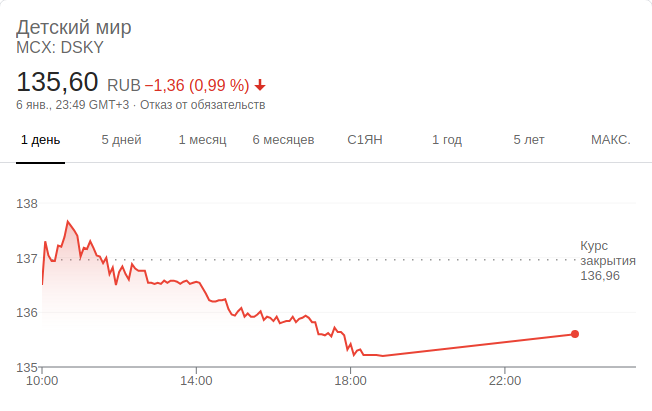 Детский мир
MCX: DSKY
135,60 RUB −1,36 (0,99 %)
6 янв., 23:49 GMT+3 · Отказ от обязательств
1 день 5 дней 1 месяц 6 месяцев С1ЯН 1 год 5 лет МАКС.
138
137
136
135
Курс
закрытия
136,96
10:00 14:00 18:00 22:00